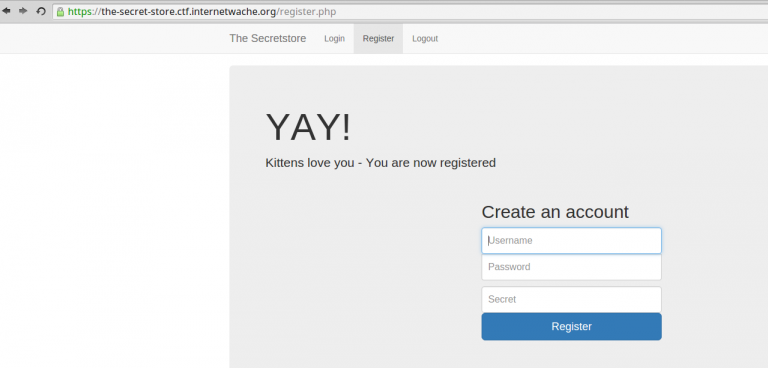 https://the-secret-store.ctf.internetwache.org/register.php
The Secretstore Login Register Logout
YAY!
Kittens love you - You are now registered
Create an account
Username
Password
Secret
Register